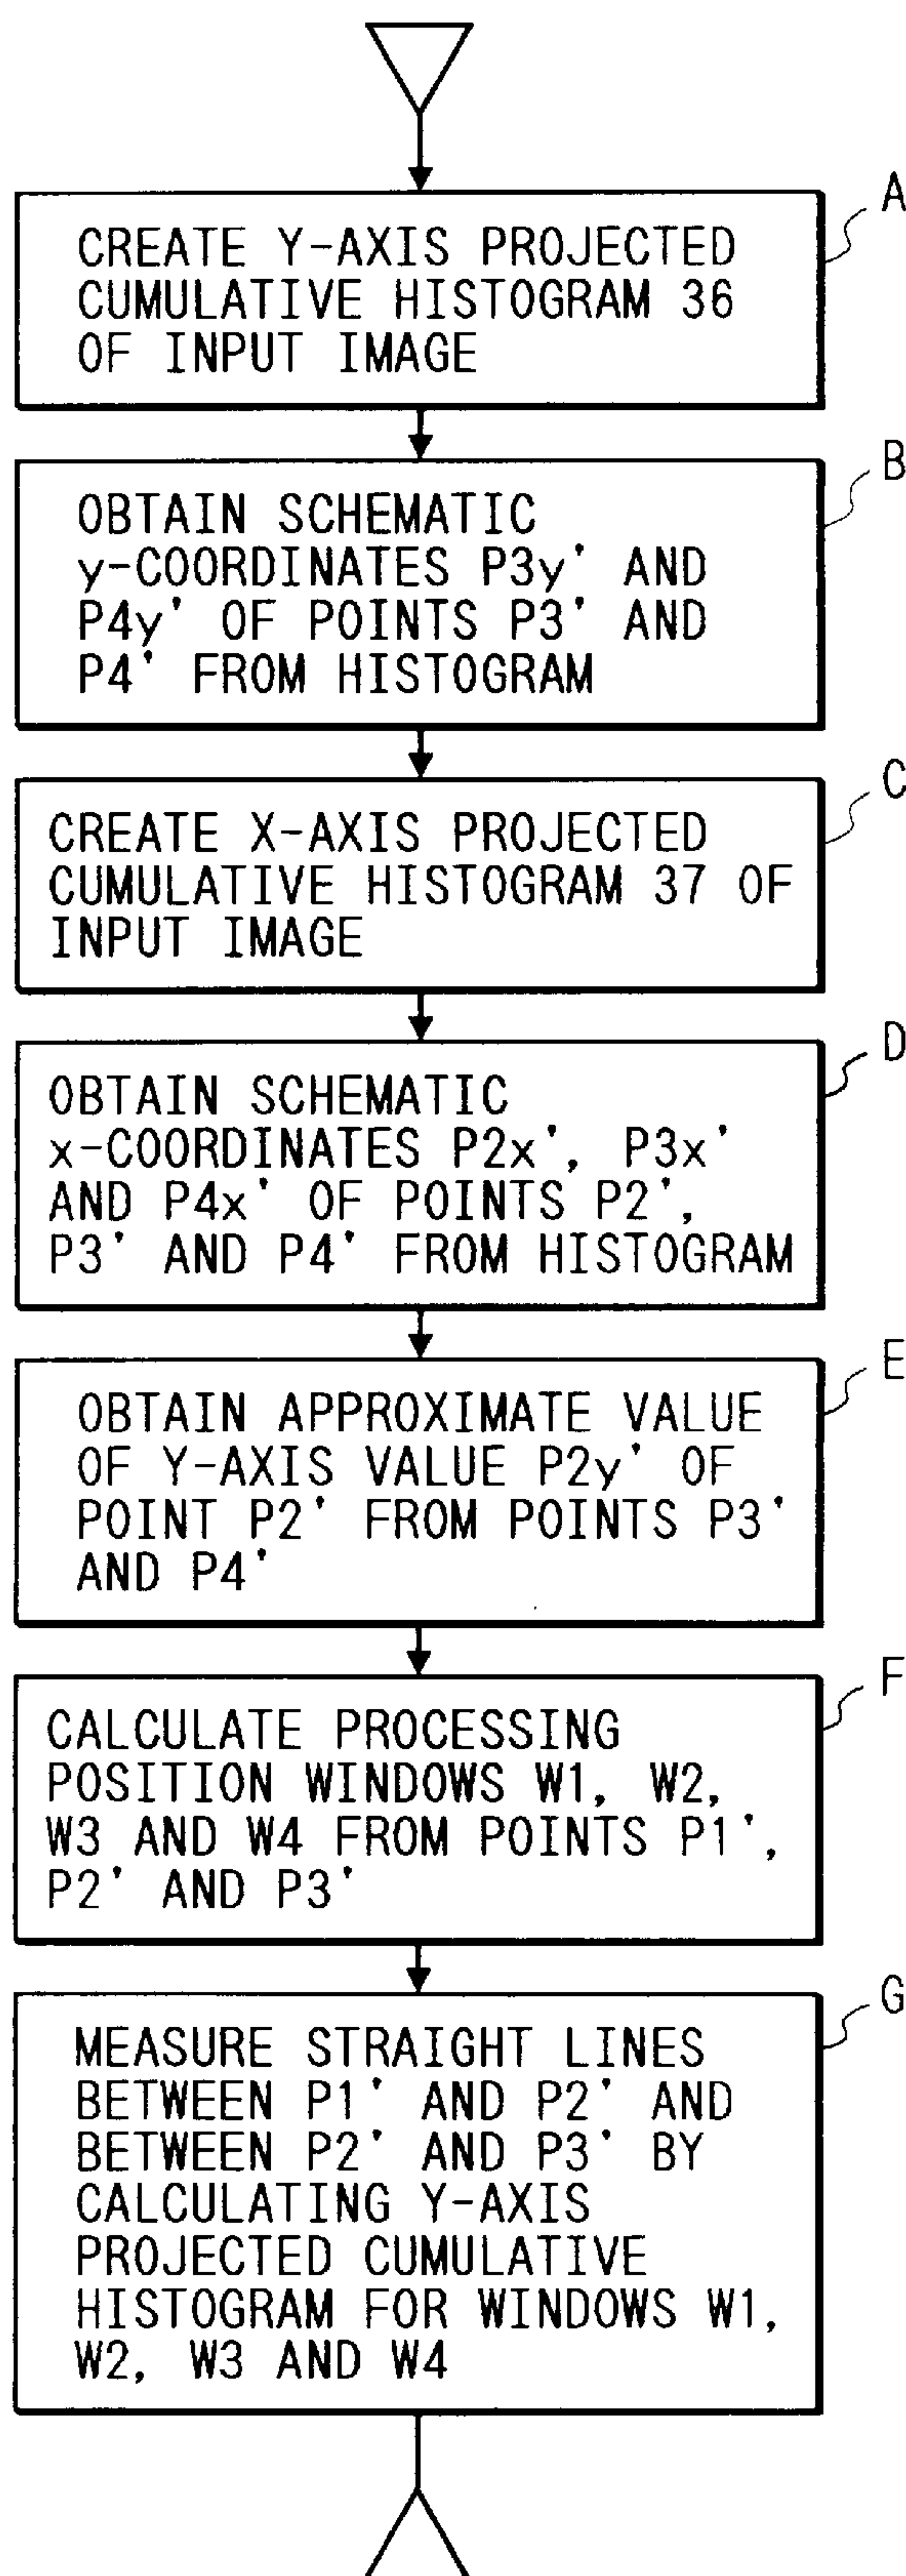 A
CREATE Y-AXIS PROJECTED
CUMULATIVE HISTOGRAM 36
OF INPUT IMAGE
B
OBTAIN SCHEMATIC
y-COORDINATES P3y' AND
P4y' OF POINTS P3' AND
P4' FROM HISTOGRAM
C
CREATE X-AXIS PROJECTED
CUMULATIVE HISTOGRAM 37 OF
INPUT IMAGE
D
OBTAIN SCHEMATIC
x-COORDINATES P2x', P3x'
AND P4x' OF POINTS P2',
P3' AND P4' FROM HISTOGRAM
E
OBTAIN APPROXIMATE VALUE
OF Y-AXIS VALUE P2y' OF
POINT P2' FROM POINTS P3'
AND P4'
F
CALCULATE PROCESSING
POSITION WINDOWS W1, W2,
W3 AND W4 FROM POINTS P1',
P2' AND P3'
G
MEASURE STRAIGHT LINES
BETWEEN P1' AND P2' AND
BETWEEN P2' AND P3' BY
CALCULATING Y-AXIS
PROJECTED CUMULATIVE
HISTOGRAM FOR WINDOWS W1,
W2, W3 AND W4